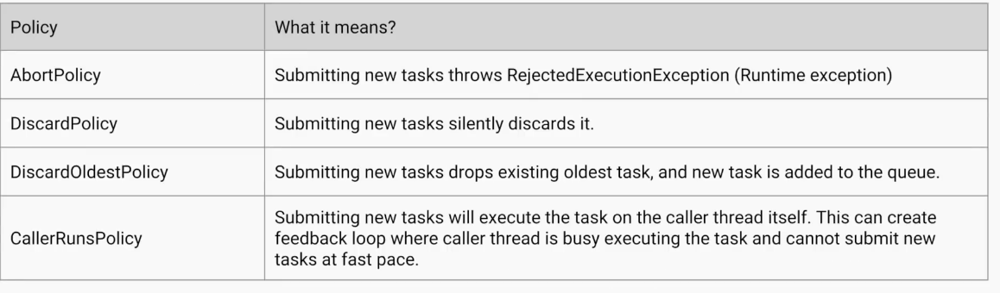 Policy
What it means?
AbortPolicy
Submitting new tasks throws RejectedExecutionException (Runtime exception)
DiscardPolicy
Submitting new tasks silently discards it.
DiscardOldestPolicy
Submitting new tasks drops existing oldest task, and new task is added to the queue.
CallerRunsPolicy
Submitting new tasks will execute the task on the caller thread itself. This can create
feedback loop where caller thread is busy executing the task and cannot submit new
tasks at fast pace.